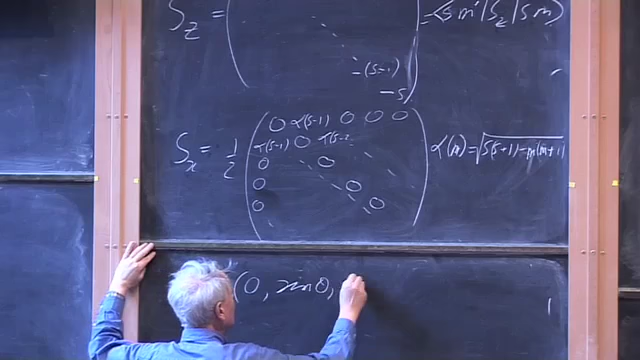 S_z = ( = <s m'|S_z|s m>
-(s-1)
-s )
S_x = 1/2 ( 0 α(s-1) 0 0 0
α(s-1) 0 α(s-2
0 0
0 0
0 0 ) α(m) = √s(s+1)-m(m+1)
(0, sinθ,